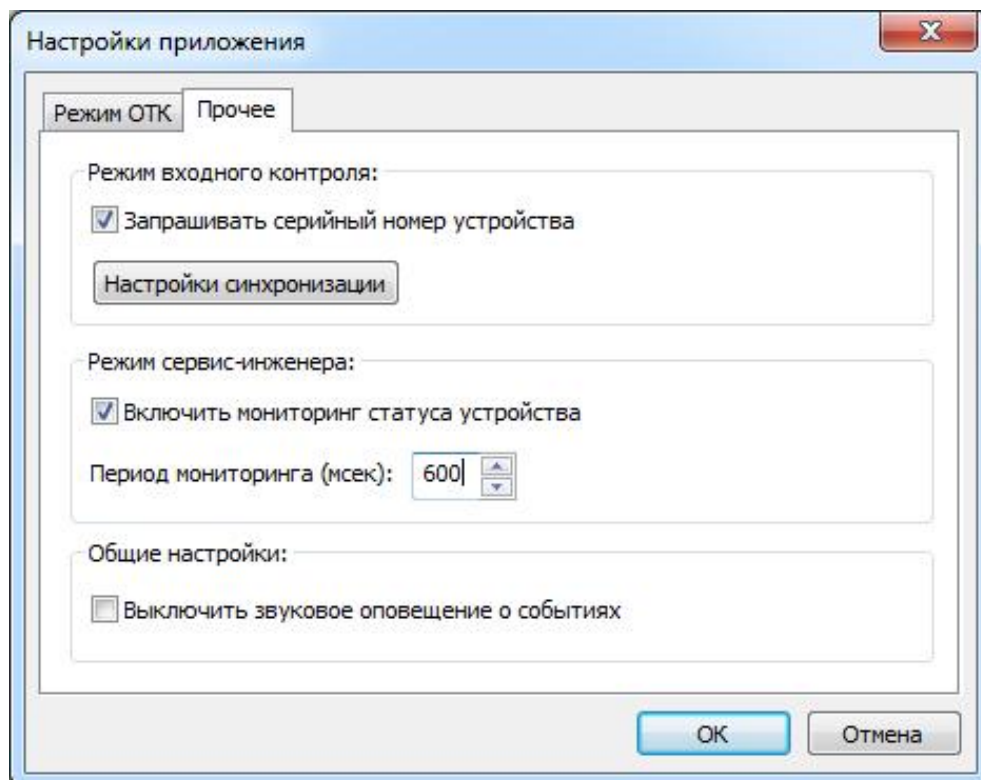 Настройки приложения
Режим ОТК
Прочее
Режим входного контроля:
Запрашивать серийный номер устройства
Настройки синхронизации
Режим сервис-инженера:
Включить мониторинг статуса устройства
Период мониторинга (мсек): 600
Общие настройки:
Выключить звуковое оповещение о событиях
ОК
Отмена